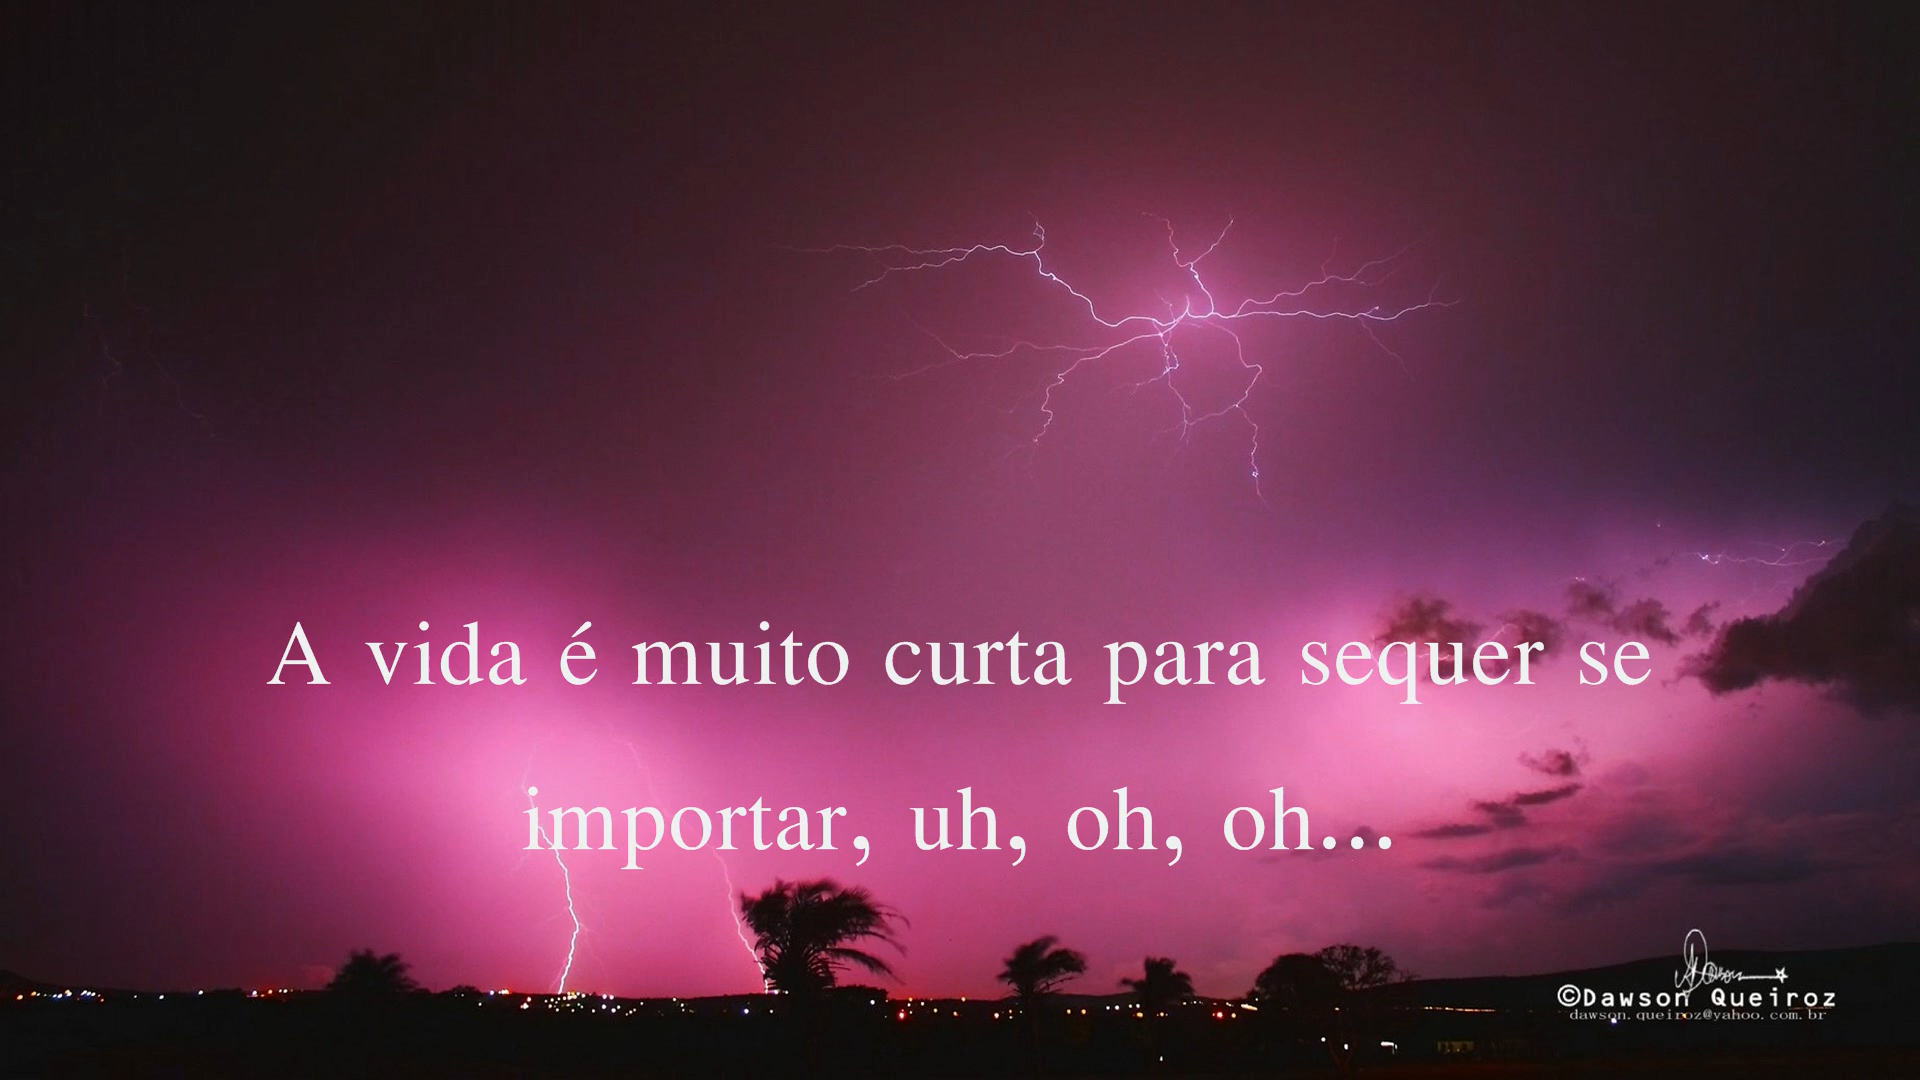 A vida é muito curta para sequer se
importar, uh, oh, oh...
©Dawson Queiroz
dawson.queiroz@yahoo.com.br